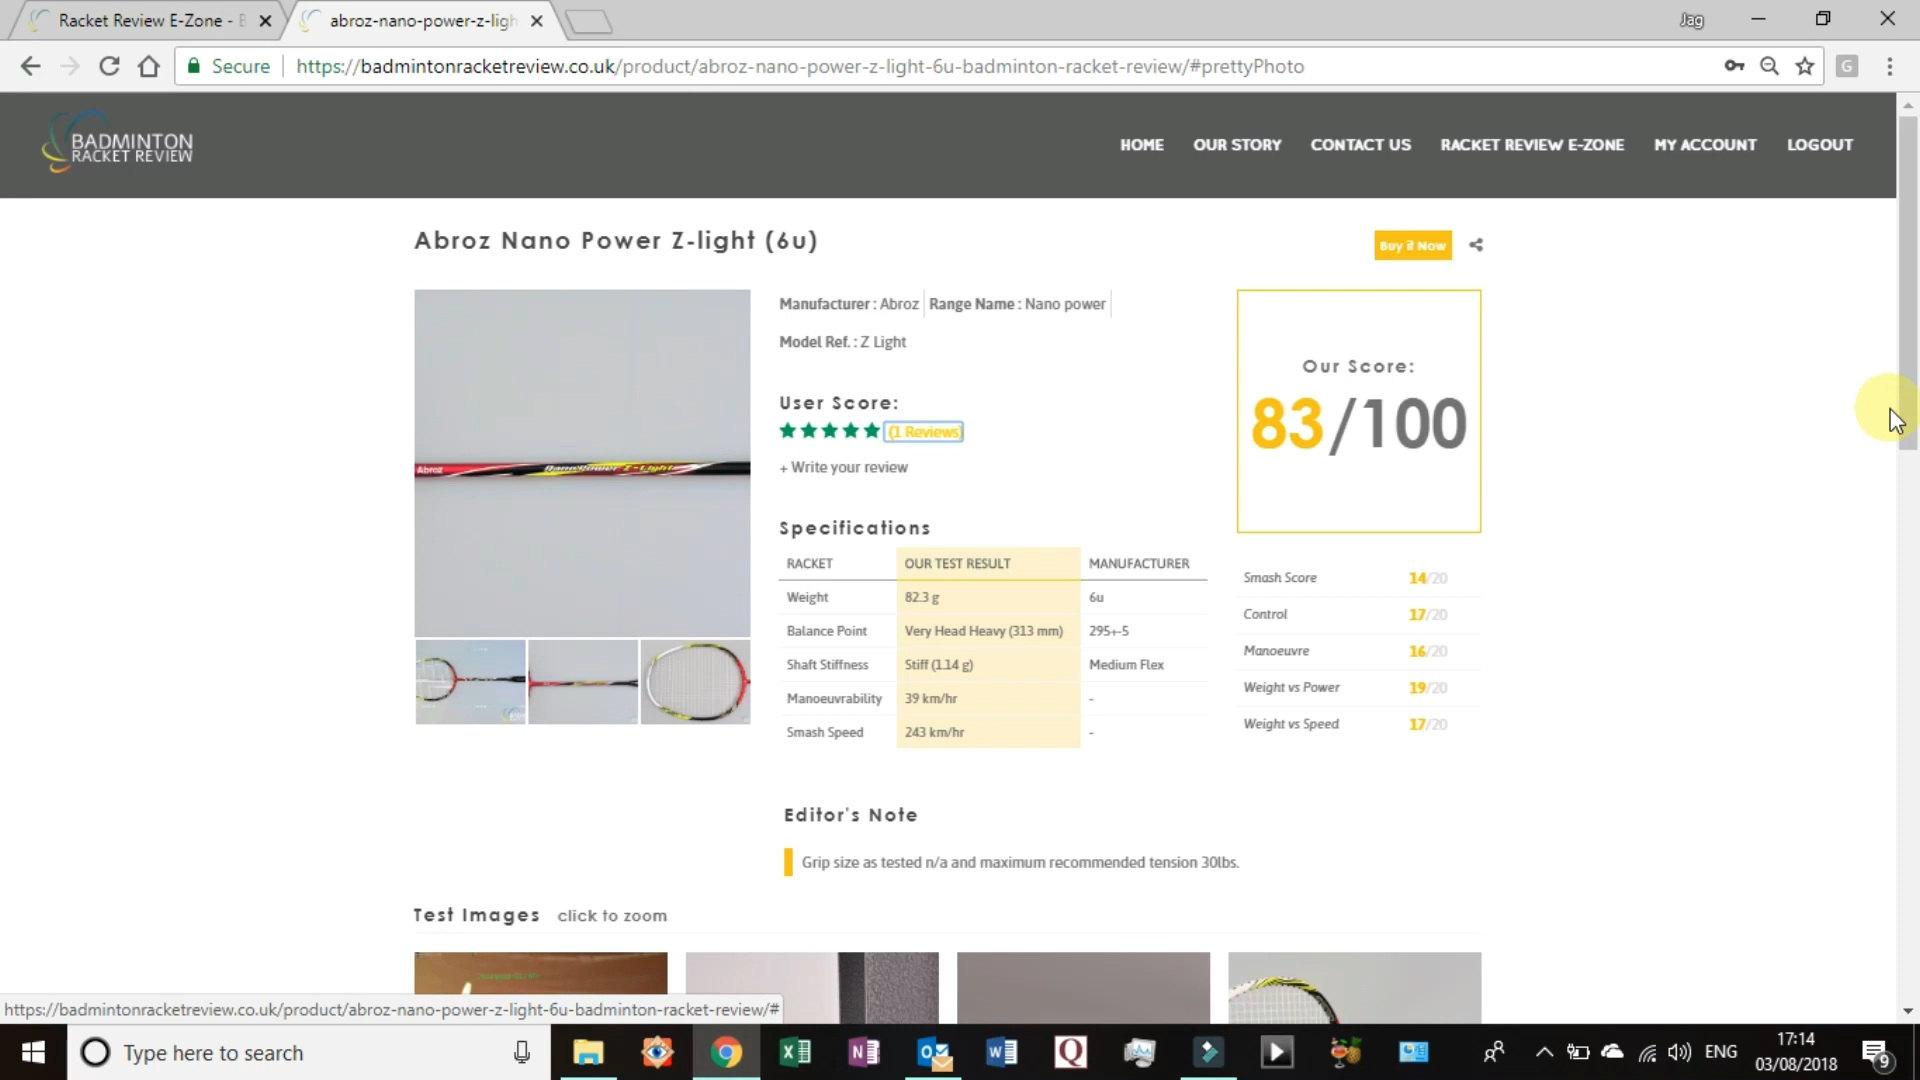 Racket Review E-Zone -
abroz-nano-power-z-ligh
Jag
Secure
https://badmintonracketreview.co.uk/product/abroz-nano-power-z-light-6u-badminton-racket-review/#prettyPhoto
G
BADMINTON
RACKET REVIEW
HOME
OUR STORY
CONTACT US
RACKET REVIEW E-ZONE
MY ACCOUNT
LOGOUT
Abroz Nano Power Z-light (6u)
Buy it Now
Manufacturer : Abroz
Range Name : Nano power
Model Ref. : Z Light
Our Score:
83/100
User Score:
(1 Reviews)
+ Write your review
Abroz
NanoPower Z-Light
Specifications
RACKET OUR TEST RESULT MANUFACTURER
Weight 82.3 g 6u
Balance Point Very Head Heavy (313 mm) 295+-5
Shaft Stiffness Stiff (1.14 g) Medium Flex
Manoeuvrability 39 km/hr -
Smash Speed 243 km/hr -
Smash Score 14/20
Control 17/20
Manoeuvre 16/20
Weight vs Power 19/20
Weight vs Speed 17/20
Editor's Note
Grip size as tested n/a and maximum recommended tension 30lbs.
Test Images click to zoom
https://badmintonracketreview.co.uk/product/abroz-nano-power-z-light-6u-badminton-racket-review/#
Type here to search
ENG
17:14
03/08/2018
9